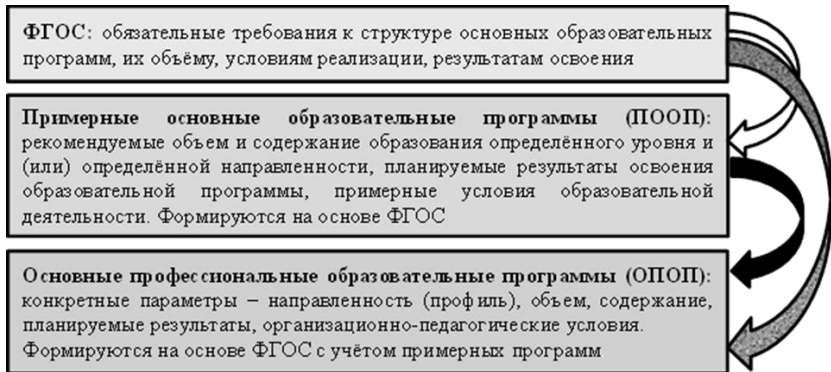 ФГОС: обязательные требования к структуре основных образовательных
программ, их объёму, условиям реализации, результатам освоения
Примерные основные образовательные программы (ПООП):
рекомендуемые объем и содержание образования определённого уровня и
(или) определённой направленности, планируемые результаты освоения
образовательной программы, примерные условия образовательной
деятельности. Формируются на основе ФГОС
Основные профессиональные образовательные программы (ОПОП):
конкретные параметры – направленность (профиль), объем, содержание,
планируемые результаты, организационно-педагогические условия.
Формируются на основе ФГОС с учётом примерных программ